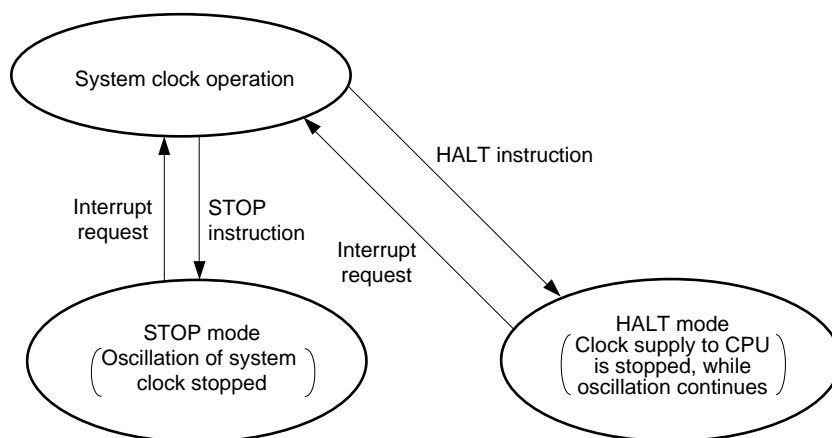 System clock operation
HALT instruction
Interrupt
request
STOP
instruction
Interrupt
request
STOP mode
(Oscillation of system
clock stopped)
HALT mode
(Clock supply to CPU
is stopped, while
oscillation continues)